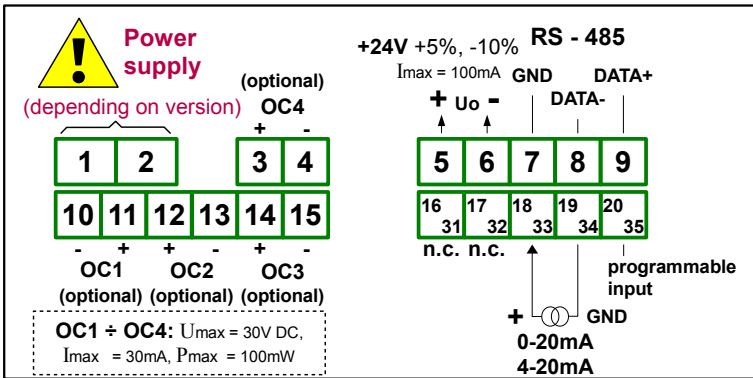 Power
supply
(depending on version)
(optional)
OC4
+ -
+24V +5%, -10%
Imax = 100mA
+ Uo -
RS - 485
GND DATA+
DATA-
1 2 3 4
5 6 7 8 9
10 11 12 13 14 15
16 31 17 32 18 33 19 34 20 35
- + + - + -
OC1 OC2 OC3
(optional) (optional) (optional)
n.c. n.c.
programmable
input
+ GND
0-20mA
4-20mA
OC1 ÷ OC4: Umax = 30V DC,
Imax = 30mA, Pmax = 100mW